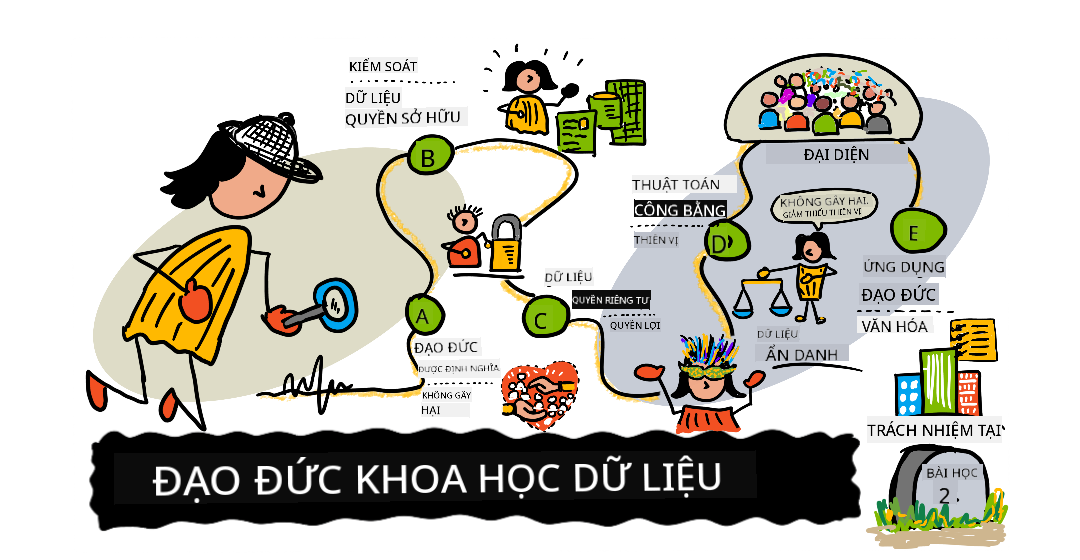 KIỂM SOÁT
DỮ LIỆU
QUYỀN SỞ HỮU
B
A
ĐẠO ĐỨC
ĐƯỢC ĐỊNH NGHĨA.
KHÔNG GÂY
HẠI
C
DỮ LIỆU
QUYỀN RIÊNG TƯ
QUYỀN LỢI
THUẬT TOÁN
CÔNG BẰNG
THIÊN VỊ
D
ĐẠI DIỆN
KHÔNG GÂY HẠI.
GIẢM THIỂU THIÊN VỊ
DỮ LIỆU
ẨN DANH
E
ỨNG DỤNG
ĐẠO ĐỨC
VĂN HÓA
TRÁCH NHIỆM TẠI
BÀI HỌC
2.
ĐẠO ĐỨC KHOA HỌC DỮ LIỆU